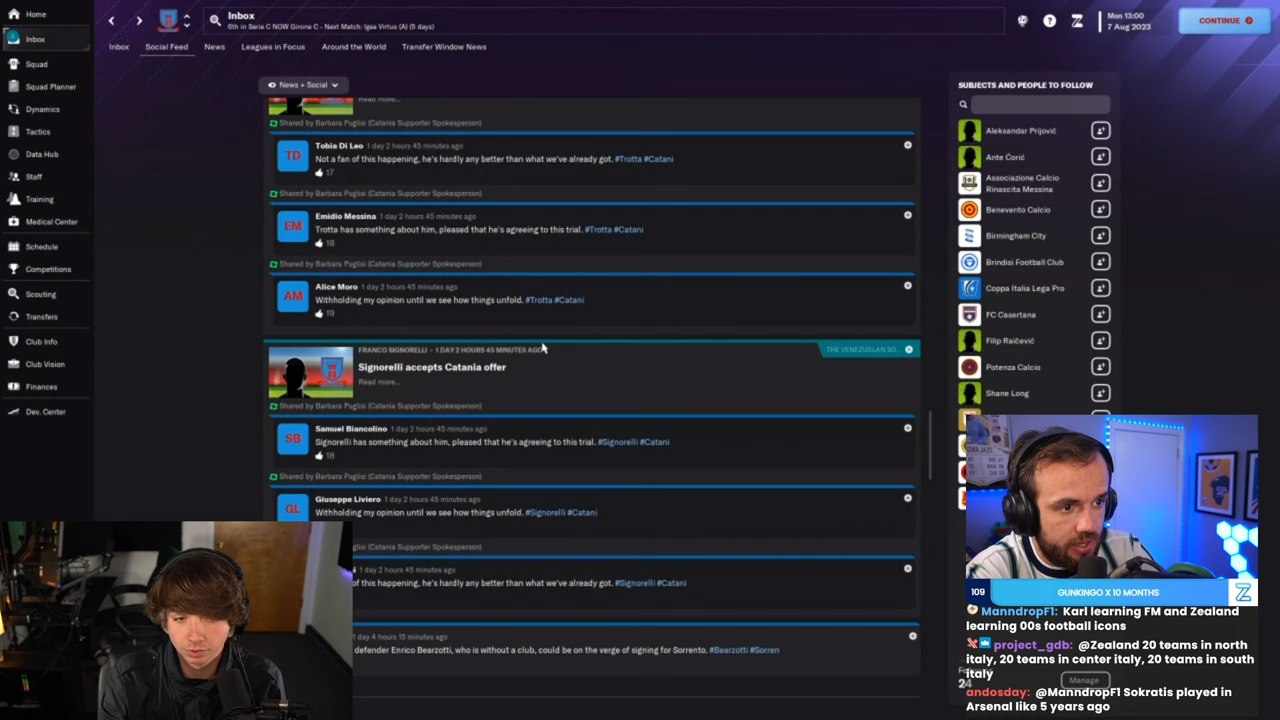 Home
Inbox
Squad
Squad Planner
Dynamics
Tactics
Data Hub
Staff
Training
Medical Center
Schedule
Competitions
Scouting
Transfers
Club Info
Club Vision
Finances
Dev. Center
Inbox
6th in Serie C NOW Girone C - Next Match: Igea Virtus (A) (5 days)
Mon 13:00
7 Aug 2023
CONTINUE
Inbox Social Feed News Leagues in Focus Around the World Transfer Window News
News + Social
Read more...
Shared by Barbara Puglisi (Catania Supporter Spokesperson)
TD
Tobia Di Leo 1 day 2 hours 45 minutes ago
Not a fan of this happening, he's hardly any better than what we've already got. #Trotta #Catani
17
Shared by Barbara Puglisi (Catania Supporter Spokesperson)
EM
Emidio Messina 1 day 2 hours 45 minutes ago
Trotta has something about him, pleased that he's agreeing to this trial. #Trotta #Catani
18
Shared by Barbara Puglisi (Catania Supporter Spokesperson)
AM
Alice Moro 1 day 2 hours 45 minutes ago
Withholding my opinion until we see how things unfold. #Trotta #Catani
19
FRANCO SIGNORELLI - 1 DAY 2 HOURS 45 MINUTES AGO
THE VENEZUELAN SO
Signorelli accepts Catania offer
Read more...
Shared by Barbara Puglisi (Catania Supporter Spokesperson)
SB
Samuel Biancolino 1 day 2 hours 45 minutes ago
Signorelli has something about him, pleased that he's agreeing to this trial. #Signorelli #Catani
18
Shared by Barbara Puglisi (Catania Supporter Spokesperson)
GL
Giuseppe Liviero 1 day 2 hours 45 minutes ago
Withholding my opinion until we see how things unfold. #Signorelli #Catani
lisi (Catania Supporter Spokesperson)
1 day 2 hours 45 minutes ago
of this happening, he's hardly any better than what we've already got. #Signorelli #Catani
1 day 4 hours 15 minutes ago
defender Enrico Bearzotti, who is without a club, could be on the verge of signing for Sorrento. #Bearzotti #Sorren
SUBJECTS AND PEOPLE TO FOLLOW
Aleksandar Prijović
Ante Ćorić
Associazione Calcio
Rinascita Messina
Benevento Calcio
Birmingham City
Brindisi Football Club
Coppa Italia Lega Pro
FC Casertana
Filip Raičević
Potenza Calcio
Shane Long
109
GUNKINGO X 10 MONTHS
ManndropF1: Karl learning FM and Zealand
learning 00s football icons
project_gdb: @Zealand 20 teams in north
italy, 20 teams in center italy, 20 teams in south
italy
24
Manage
andosday: @ManndropF1 Sokratis played in
Arsenal like 5 years ago